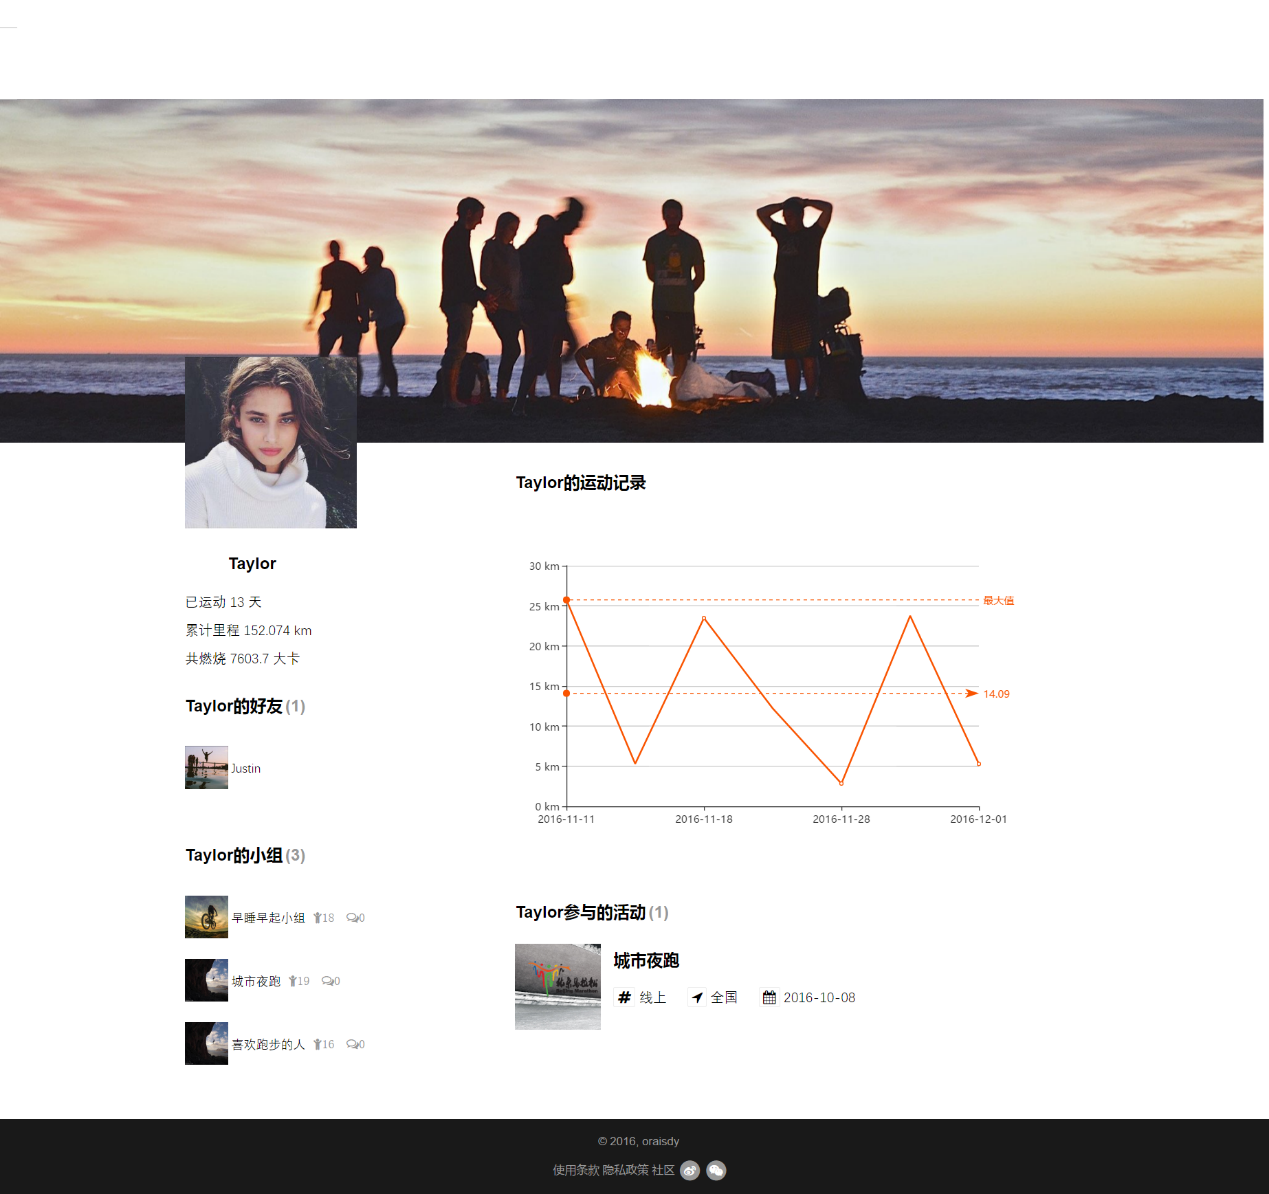 Taylor
已运动 13 天
累计里程 152.074 km
共燃烧 7603.7 大卡
Taylor的好友 (1)
Justin
Taylor的小组 (3)
早睡早起小组 18 0
城市夜跑 19 0
喜欢跑步的人 16 0
Taylor的运动记录
30 km
25 km
20 km
15 km
10 km
5 km
0 km
最大值
14.09
2016-11-11 2016-11-18 2016-11-28 2016-12-01
Taylor参与的活动 (1)
城市夜跑
# 线上 全国 2016-10-08
© 2016, oraisdy
使用条款 隐私政策 社区